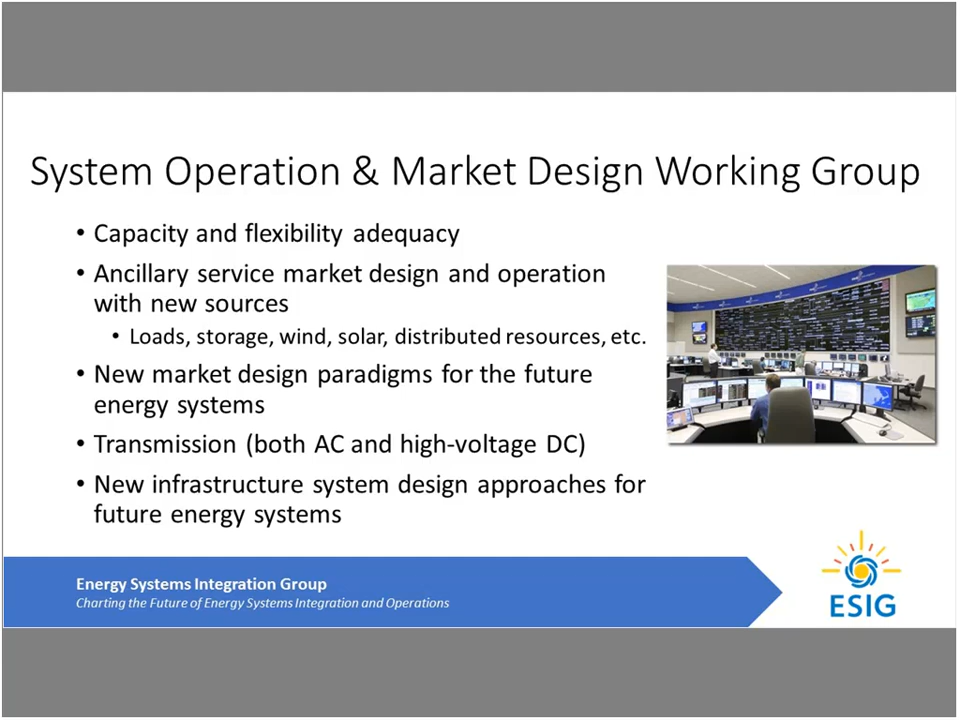 System Operation & Market Design Working Group
• Capacity and flexibility adequacy
• Ancillary service market design and operation
with new sources
• Loads, storage, wind, solar, distributed resources, etc.
• New market design paradigms for the future
energy systems
• Transmission (both AC and high-voltage DC)
• New infrastructure system design approaches for
future energy systems
Energy Systems Integration Group
Charting the Future of Energy Systems Integration and Operations
ESIG